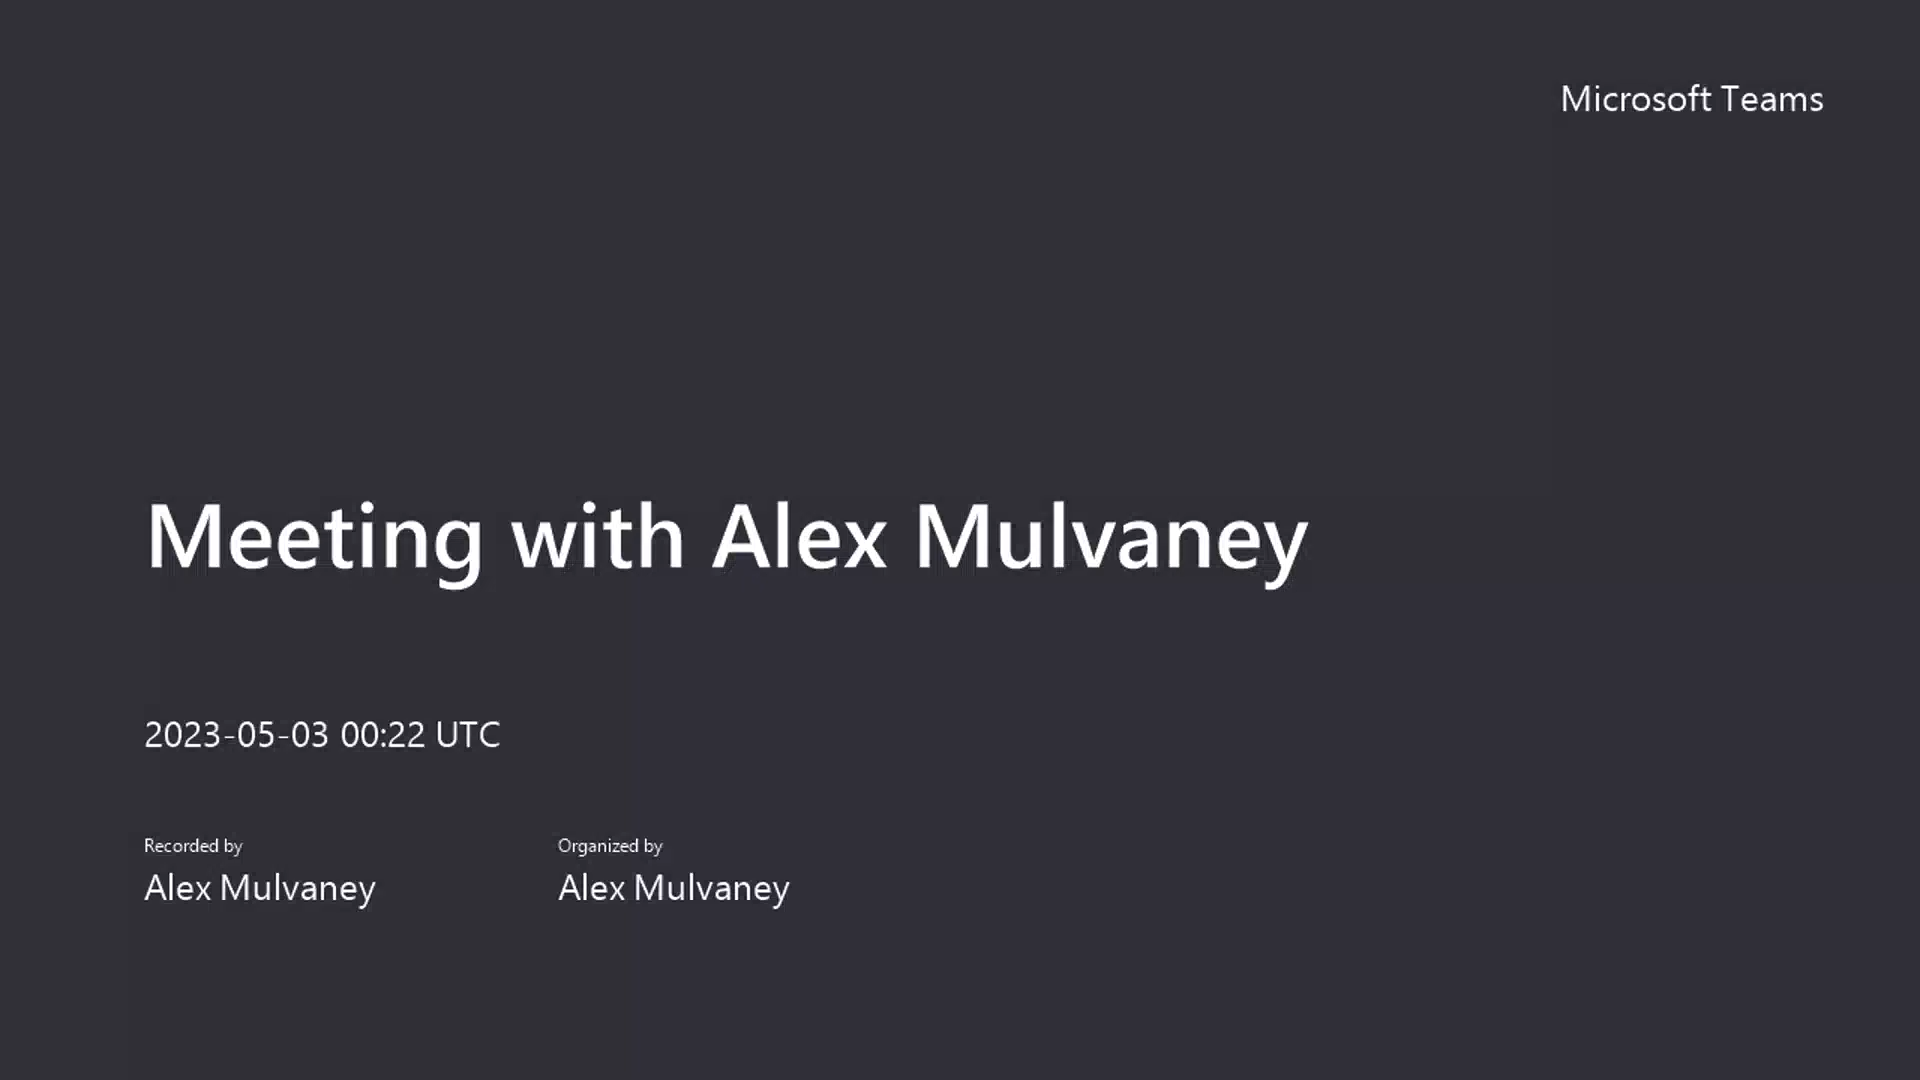 Microsoft Teams
Meeting with Alex Mulvaney
2023-05-03 00:22 UTC
Recorded by
Alex Mulvaney
Organized by
Alex Mulvaney